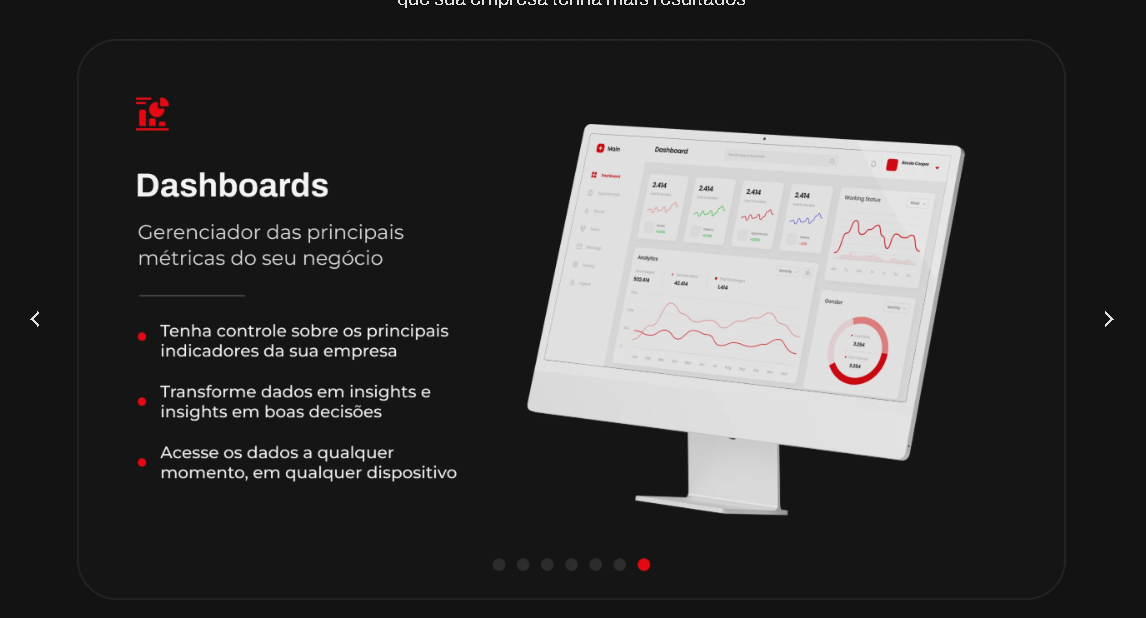 que sua empresa tenha mais resultados
Dashboards
Gerenciador das principais
métricas do seu negócio
Tenha controle sobre os principais
indicadores da sua empresa
Transforme dados em insights e
insights em boas decisões
Acesse os dados a qualquer
momento, em qualquer dispositivo
Main
Dashboard
Dashboard
2.414
2.414
2.414
2.414
Working Status
Analytics
502.414
42.414
1.414
Gender
3.254
3.254